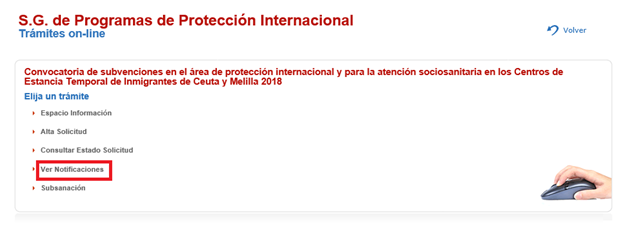 S.G. de Programas de Protección Internacional
Trámites on-line
Volver
Convocatoria de subvenciones en el área de protección internacional y para la atención sociosanitaria en los Centros de
Estancia Temporal de Inmigrantes de Ceuta y Melilla 2018
Elija un trámite
Espacio Información
Alta Solicitud
Consultar Estado Solicitud
Ver Notificaciones
Subsanación